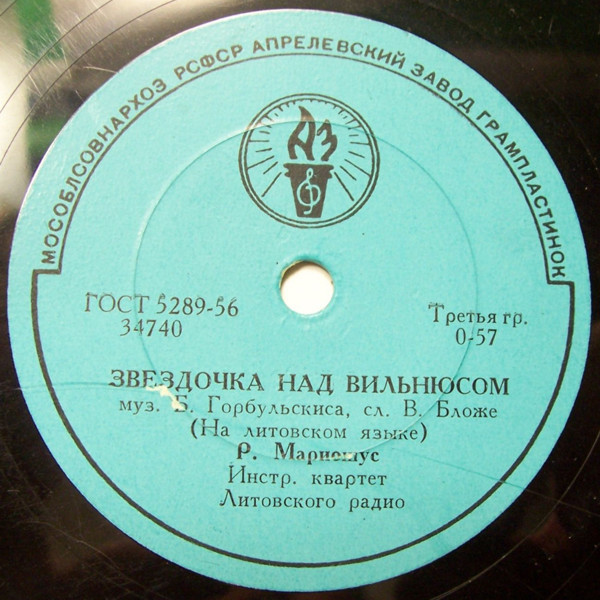 МОСОБЛСОВНАРХОЗ РСФСР АПРЕЛЕВСКИЙ ЗАВОД ГРАМПЛАСТИНОК
АЗ
ГОСТ 5289-56
34740
Третья гр.
0-57
ЗВЕЗДОЧКА НАД ВИЛЬНЮСОМ
муз. Б. Горбульскиса, сл. В. Бложе
(На литовском языке)
Р. Мариошус
Инстр. квартет
Литовского радио